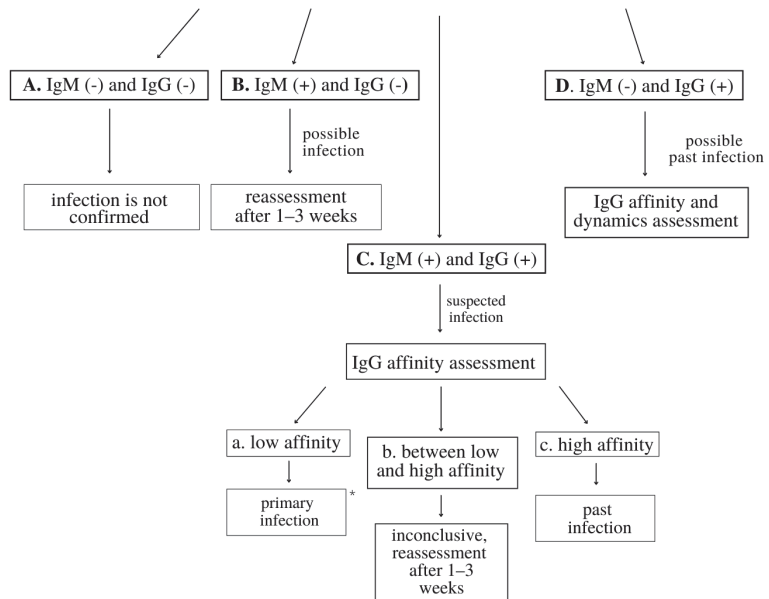 A. IgM (-) and IgG (-)
B. IgM (+) and IgG (-)
D. IgM (-) and IgG (+)
possible
infection
possible
past infection
infection is not
confirmed
reassessment
after 1–3 weeks
IgG affinity and
dynamics assessment
C. IgM (+) and IgG (+)
suspected
infection
IgG affinity assessment
a. low affinity
b. between low
and high affinity
c. high affinity
primary
infection
*
past
infection
inconclusive,
reassessment
after 1–3
weeks